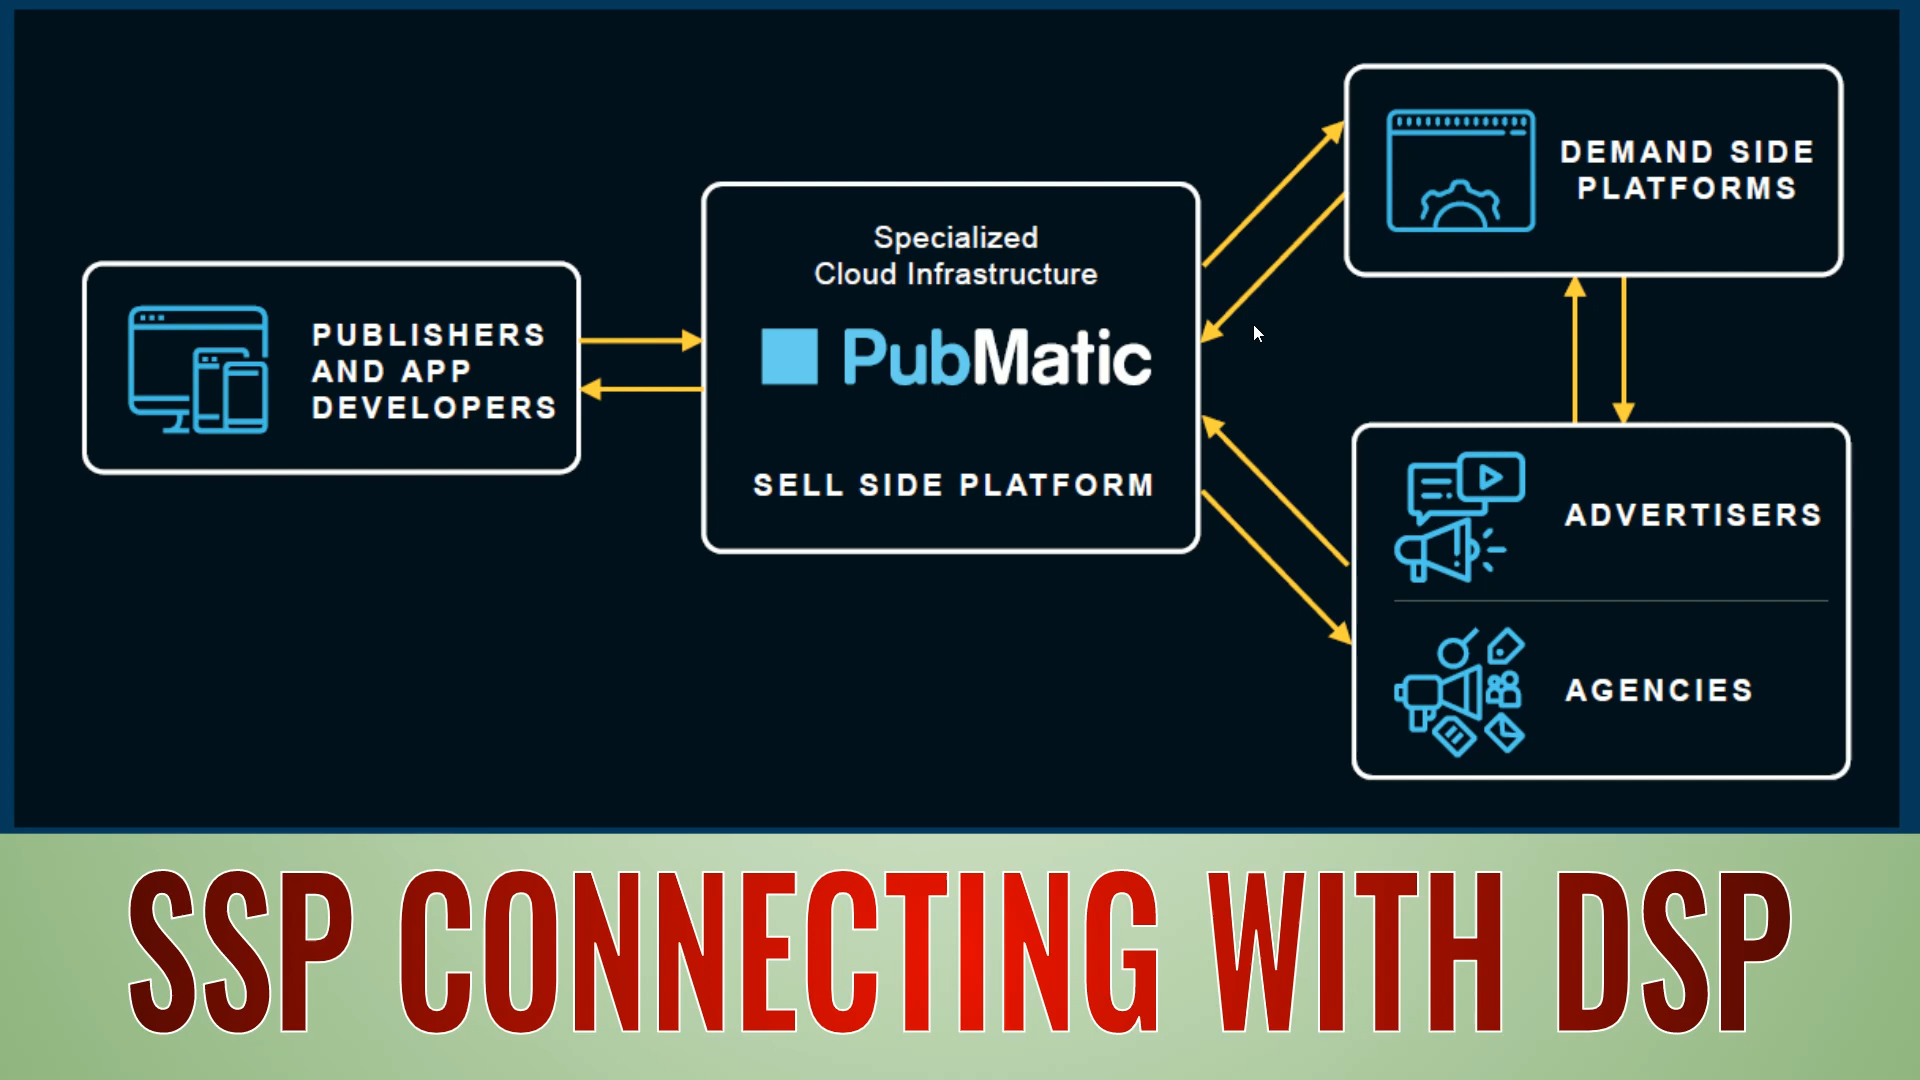 PUBLISHERS
AND APP
DEVELOPERS
Specialized
Cloud Infrastructure
PubMatic
SELL SIDE PLATFORM
DEMAND SIDE
PLATFORMS
ADVERTISERS
AGENCIES
SSP CONNECTING WITH DSP